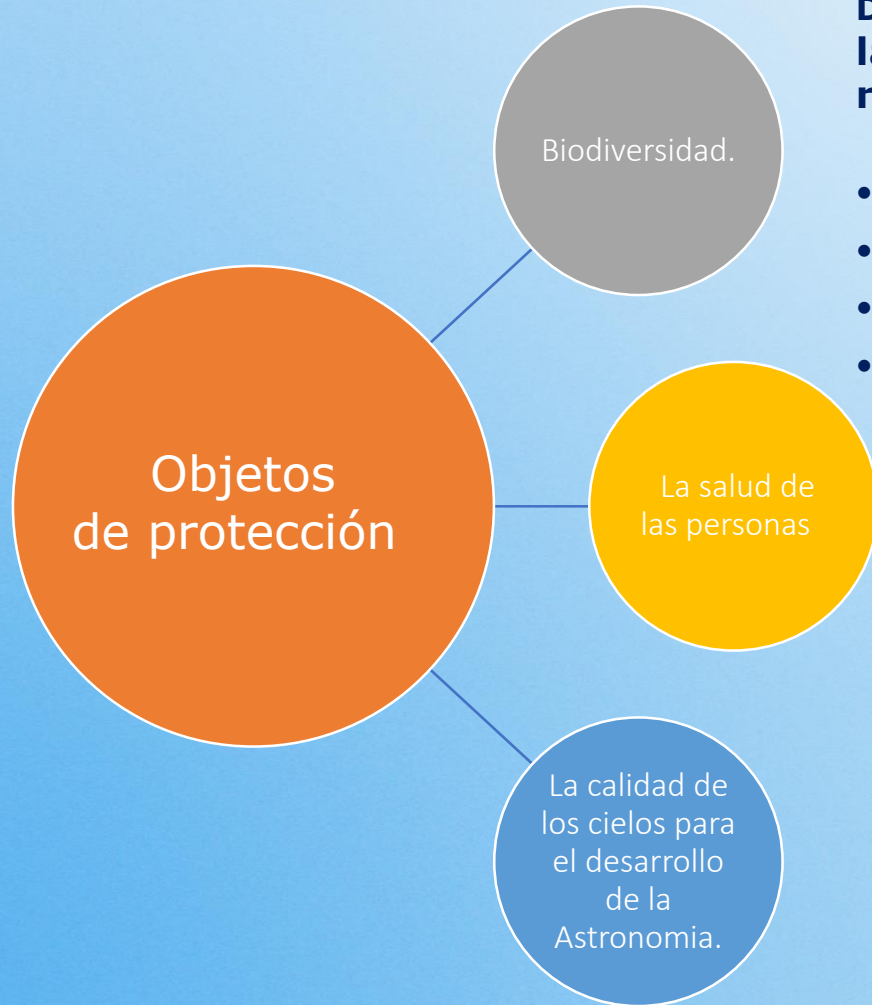 Biodiversidad.
Objetos
de protección
La salud de
las personas
La calidad de
los cielos para
el desarrollo
de la
Astronomia.